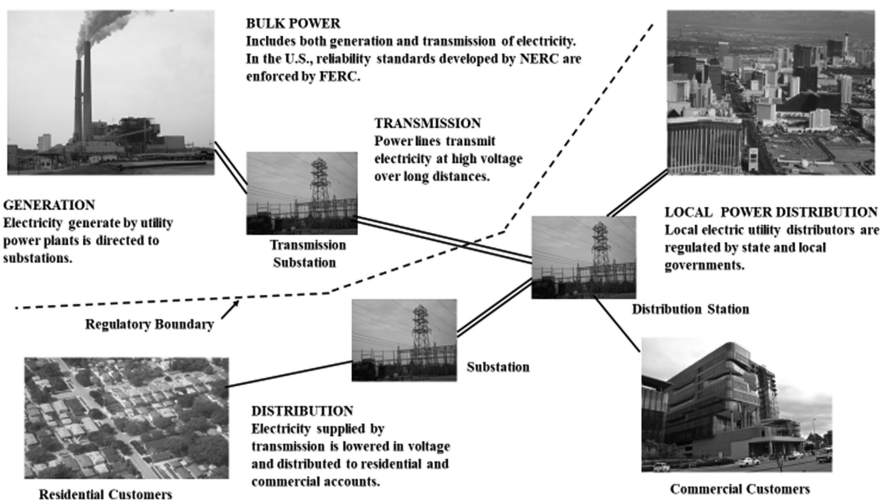 BULK POWER
Includes both generation and transmission of electricity.
In the U.S., reliability standards developed by NERC are
enforced by FERC.
TRANSMISSION
Power lines transmit
electricity at high voltage
over long distances.
GENERATION
Electricity generate by utility
power plants is directed to
substations.
Transmission
Substation
LOCAL POWER DISTRIBUTION
Local electric utility distributors are
regulated by state and local
governments.
Regulatory Boundary
Distribution Station
Substation
DISTRIBUTION
Electricity supplied by
transmission is lowered in voltage
and distributed to residential and
commercial accounts.
Residential Customers
Commercial Customers